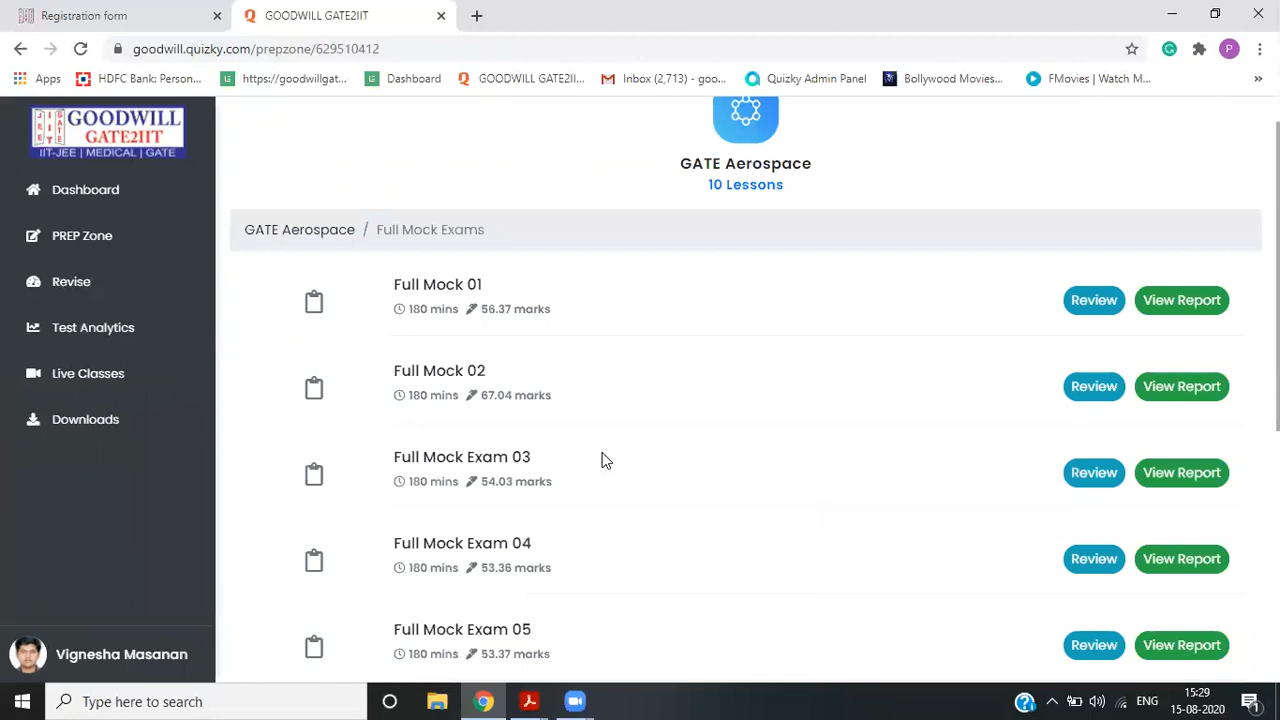 Registration form
GOODWILL GATE2IIT
goodwill.quizky.com/prepzone/629510412
Apps
HDFC Bank: Person...
https://goodwillgat...
Dashboard
GOODWILL GATE2II...
Inbox (2,713) - goo...
Quizky Admin Panel
Bollywood Movies...
FMovies | Watch M...
JEE
IIT
GATE
GOODWILL
GATE2IIT
IIT-JEE | MEDICAL | GATE
Dashboard
PREP Zone
Revise
Test Analytics
Live Classes
Downloads
Vignesha Masanan
GATE Aerospace
10 Lessons
GATE Aerospace / Full Mock Exams
Full Mock 01
180 mins 56.37 marks
Review View Report
Full Mock 02
180 mins 67.04 marks
Review View Report
Full Mock Exam 03
180 mins 54.03 marks
Review View Report
Full Mock Exam 04
180 mins 53.36 marks
Review View Report
Full Mock Exam 05
180 mins 53.37 marks
Review View Report
Type here to search
ENG
15:29
15-08-2020